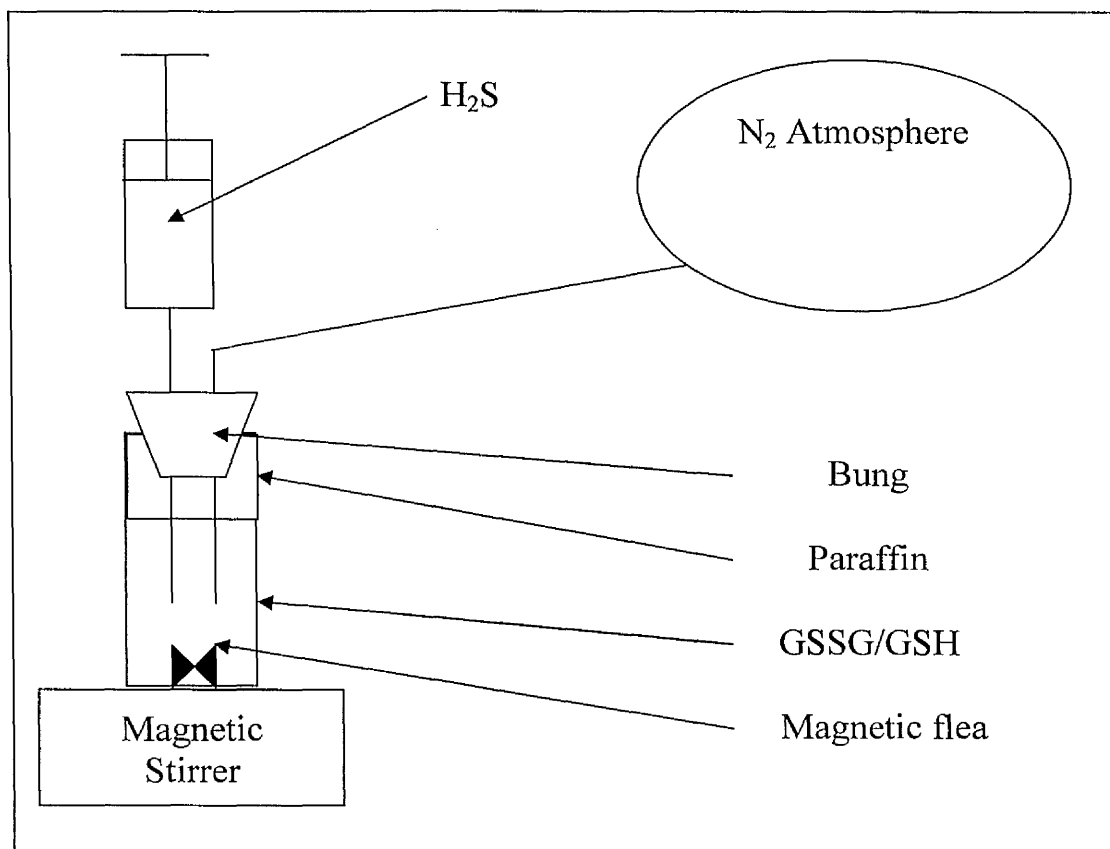 H₂S
N₂ Atmosphere
Bung
Paraffin
GSSG/GSH
Magnetic flea
Magnetic
Stirrer